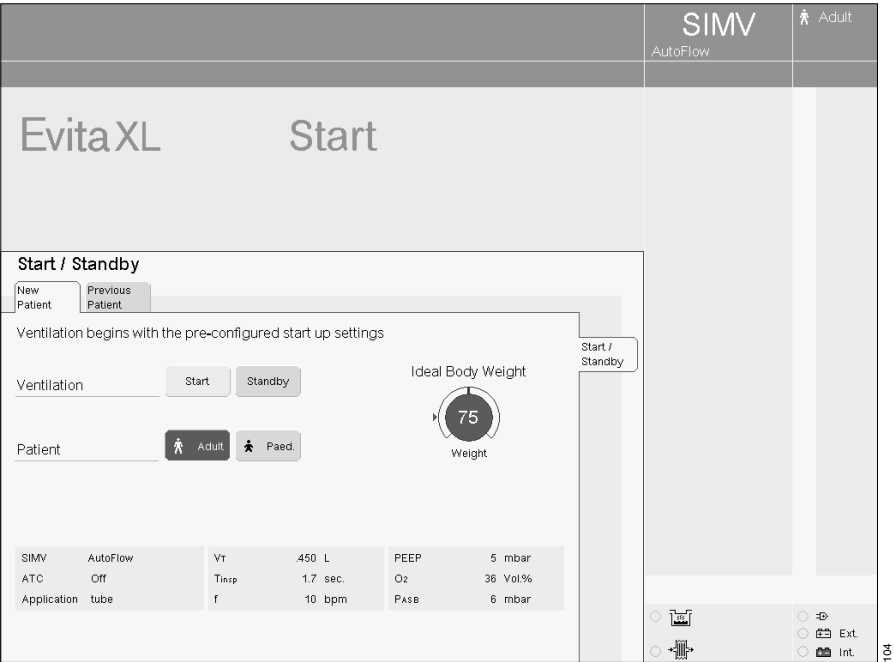 SIMV
AutoFlow
Adult
Evita XL Start
Start / Standby
New
Patient
Previous
Patient
Ventilation begins with the pre-configured start up settings
Start /
Standby
Ventilation
Start
Standby
Ideal Body Weight
75
Weight
Patient
Adult
Paed.
SIMV AutoFlow
ATC Off
Application tube
VT .450 L
Tinsp 1.7 sec.
f 10 bpm
PEEP 5 mbar
O2 36 Vol.%
PASB 6 mbar
Ext.
Int.
104